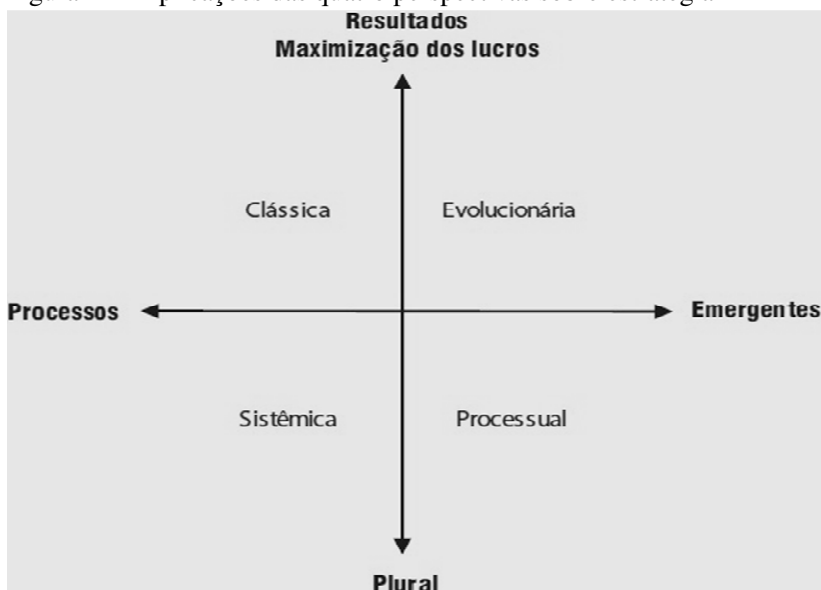 Resultados
Maximização dos lucros
Clássica
Evolucionária
Processos
Emergentes
Sistêmica
Processual
Plural